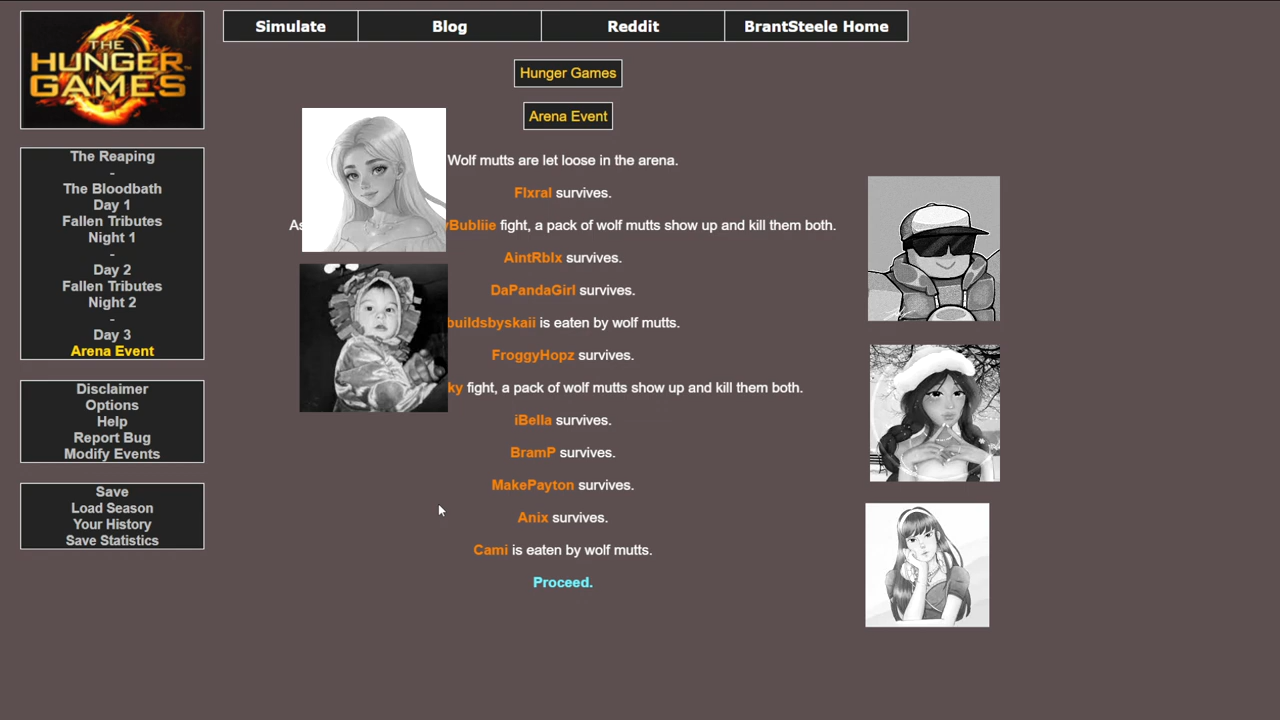 THE
HUNGER
GAMES
Simulate
Blog
Reddit
BrantSteele Home
Hunger Games
Arena Event
The Reaping
-
The Bloodbath
Day 1
Fallen Tributes
Night 1
-
Day 2
Fallen Tributes
Night 2
-
Day 3
Arena Event
Disclaimer
Options
Help
Report Bug
Modify Events
Save
Load Season
Your History
Save Statistics
Wolf mutts are let loose in the arena.
Flxral survives.
As yBubliie fight, a pack of wolf mutts show up and kill them both.
AintRblx survives.
DaPandaGirl survives.
buildsbyskaii is eaten by wolf mutts.
FroggyHopz survives.
ky fight, a pack of wolf mutts show up and kill them both.
iBella survives.
BramP survives.
MakePayton survives.
Anix survives.
Cami is eaten by wolf mutts.
Proceed.